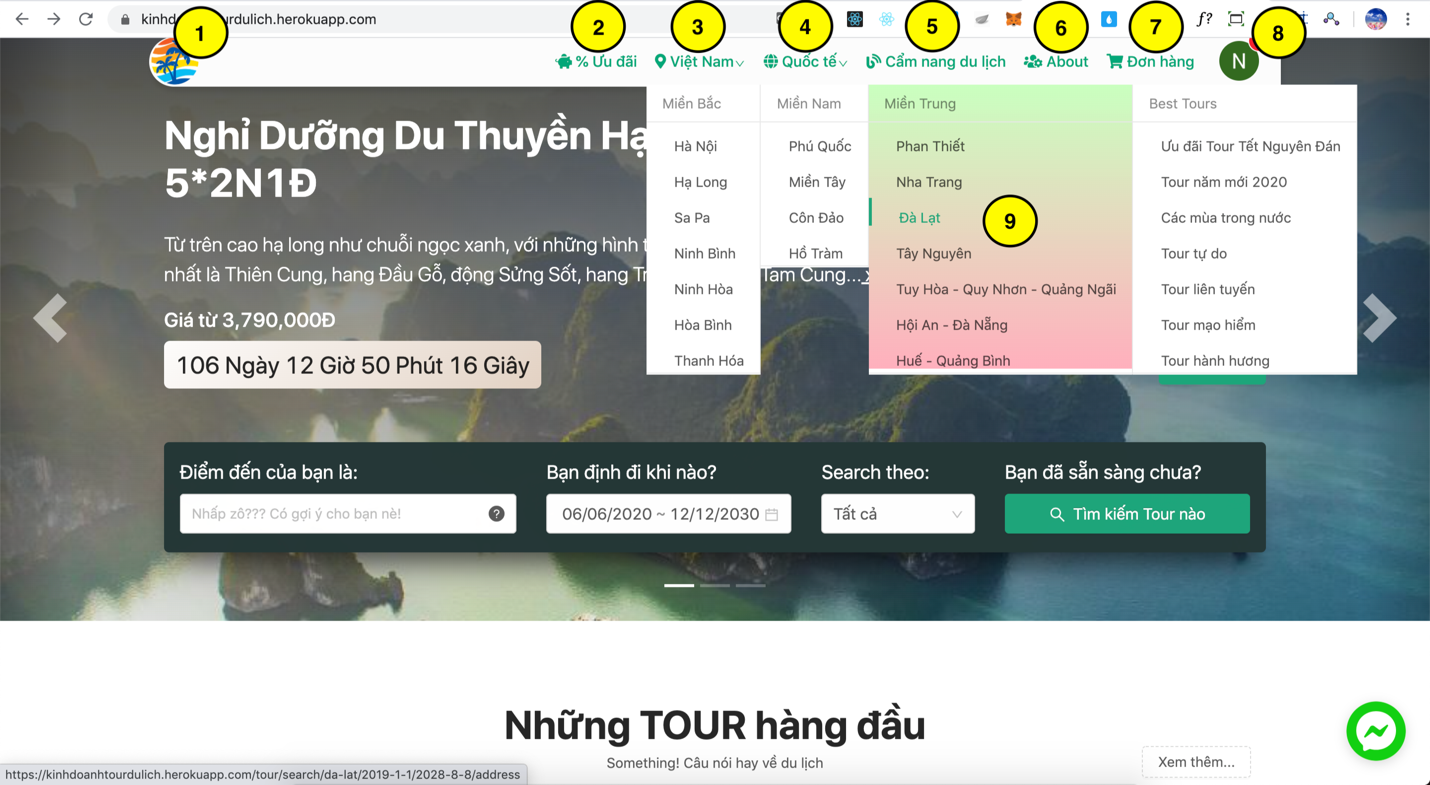 kinhdo
urdulich.herokuapp.com
1
2
3
4
5
6
7
8
f?
% Ưu đãi
Việt Nam
Quốc tế
Cẩm nang du lịch
About
Đơn hàng
N
Miền Bắc
Hà Nội
Hạ Long
Sa Pa
Ninh Bình
Ninh Hòa
Hòa Bình
Thanh Hóa
Miền Nam
Phú Quốc
Miền Tây
Côn Đảo
Hồ Tràm
Miền Trung
Phan Thiết
Nha Trang
Đà Lạt
9
Tây Nguyên
Tuy Hòa - Quy Nhơn - Quảng Ngãi
Hội An - Đà Nẵng
Huế - Quảng Bình
Best Tours
Ưu đãi Tour Tết Nguyên Đán
Tour năm mới 2020
Các mùa trong nước
Tour tự do
Tour liên tuyến
Tour mạo hiểm
Tour hành hương
Nghỉ Dưỡng Du Thuyền Hạ
5*2N1Đ
Từ trên cao hạ long như chuỗi ngọc xanh, với những hình t
nhất là Thiên Cung, hang Đầu Gỗ, động Sửng Sốt, hang Tr Tam Cung...
Giá từ 3,790,000Đ
106 Ngày 12 Giờ 50 Phút 16 Giây
Điểm đến của bạn là:
Nhấp zô??? Có gợi ý cho bạn nè!
?
Bạn định đi khi nào?
06/06/2020 ~ 12/12/2030
Search theo:
Tất cả
Bạn đã sẵn sàng chưa?
Tìm kiếm Tour nào
Những TOUR hàng đầu
Something! Câu nói hay về du lịch
Xem thêm...
https://kinhdoanhtourdulich.herokuapp.com/tour/search/da-lat/2019-1-1/2028-8-8/address